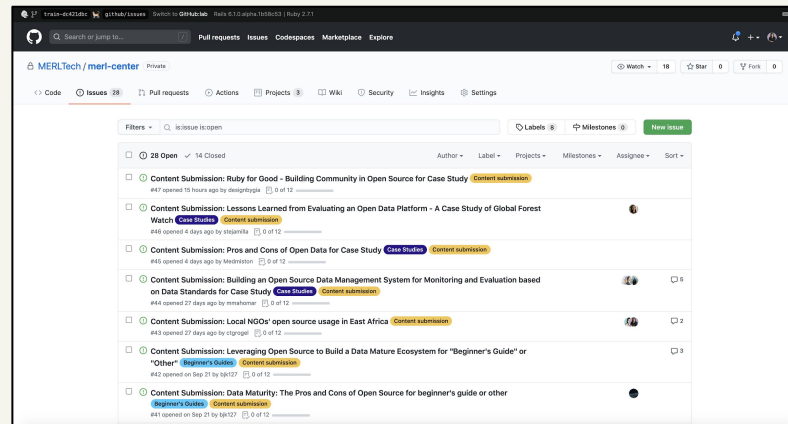 train-dc421dbc github/issues Switch to GitHub:lab Rails 6.1.0.alpha.1b58c53 | Ruby 2.7.1
Search or jump to... / Pull requests Issues Codespaces Marketplace Explore
MERLTech / merl-center Private Watch 18 Star 0 Fork 0
Code Issues 28 Pull requests Actions Projects 3 Wiki Security Insights Settings
Filters is:issue is:open Labels 8 Milestones 0 New issue
28 Open 14 Closed Author Label Projects Milestones Assignee Sort
Content Submission: Ruby for Good - Building Community in Open Source for Case Study Content submission
#47 opened 15 hours ago by designbygia 0 of 12
Content Submission: Lessons Learned from Evaluating an Open Data Platform - A Case Study of Global Forest
Watch Case Studies Content submission
#46 opened 4 days ago by stejamilla 0 of 12
Content Submission: Pros and Cons of Open Data for Case Study Case Studies Content submission
#45 opened 4 days ago by Medmiston 0 of 12
Content Submission: Building an Open Source Data Management System for Monitoring and Evaluation based
on Data Standards for Case Study Case Studies Content submission 5
#44 opened 27 days ago by mmahomar 0 of 12
Content Submission: Local NGOs' open source usage in East Africa Content submission 2
#43 opened 27 days ago by ctgrogel 0 of 12
Content Submission: Leveraging Open Source to Build a Data Mature Ecosystem for "Beginner's Guide" or 3
"Other" Beginner's Guides Content submission
#42 opened on Sep 21 by bjk127 0 of 12
Content Submission: Data Maturity: The Pros and Cons of Open Source for beginner's guide or other
Beginner's Guides Content submission
#41 opened on Sep 21 by bjk127 0 of 12